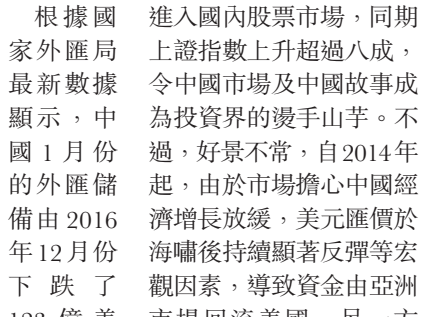 根據國
家外匯局
最新數據
顯示，中
國1月份
的外匯儲
備由2016
年12月份
下跌了
進入國內股票市場，同期
上證指數上升超過八成，
令中國市場及中國故事成
為投資界的燙手山芋。不
過，好景不常，自2014年
起，由於市場擔心中國經
濟增長放緩，美元匯價於
海嘯後持續顯著反彈等宏
觀因素，導致資金由亞洲